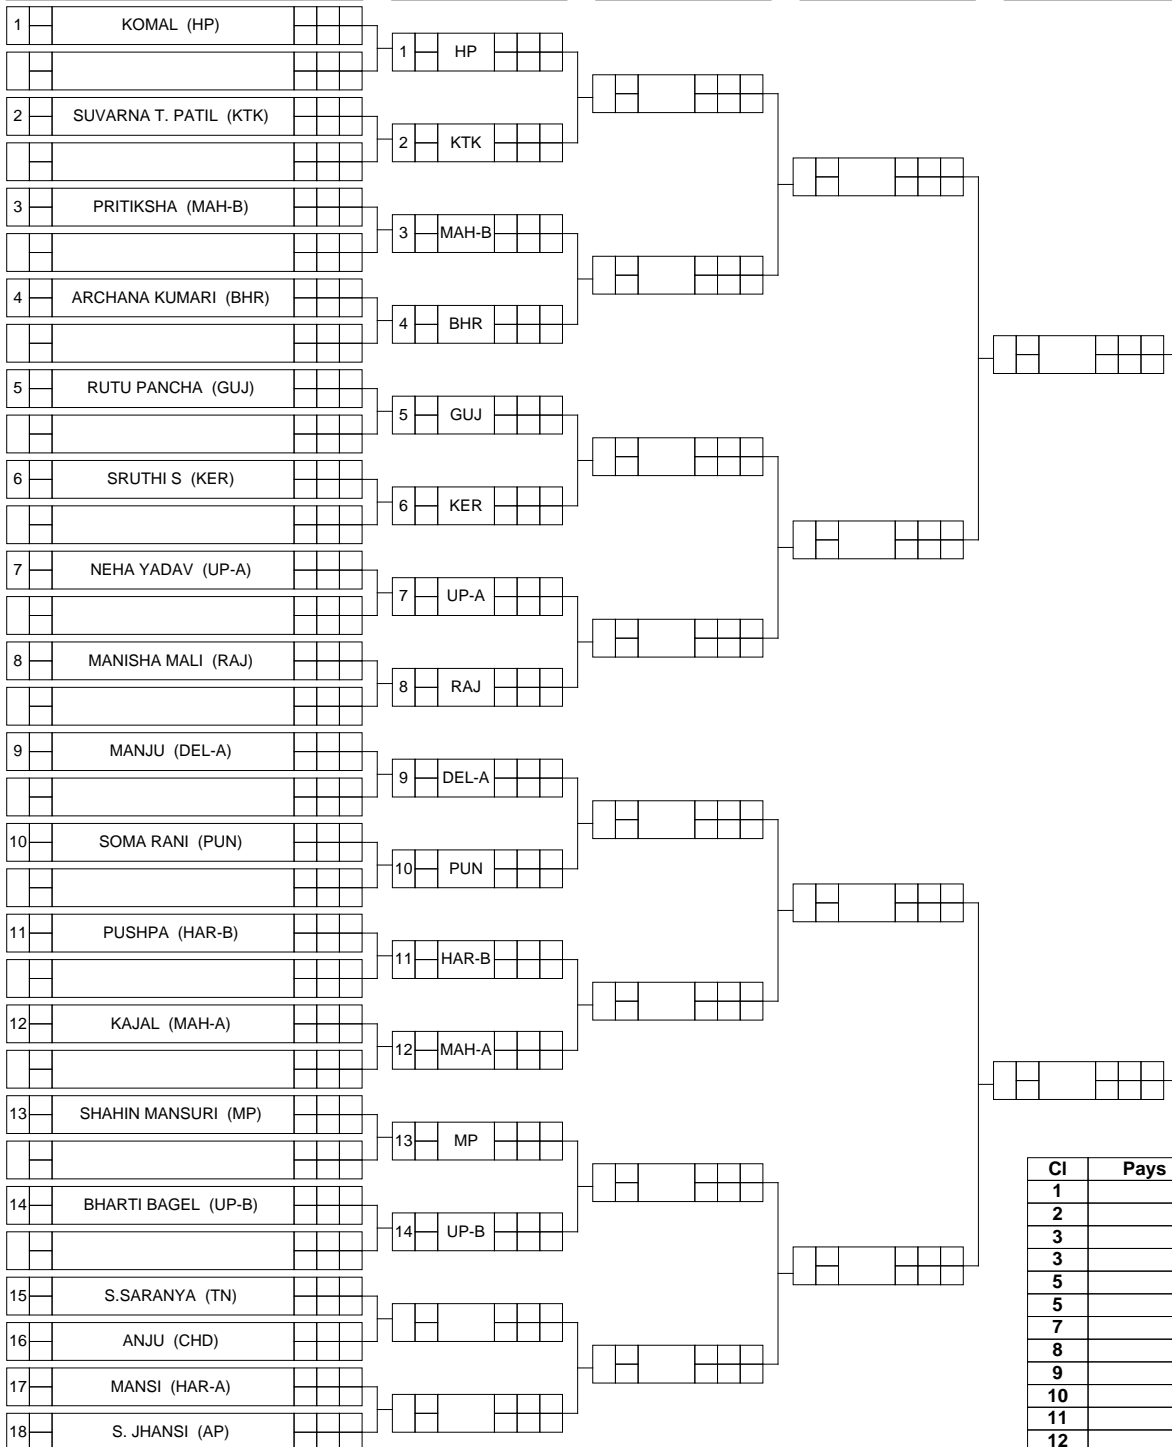 1 KOMAL (HP)
1 HP
2 SUVARNA T. PATIL (KTK)
2 KTK
3 PRITIKSHA (MAH-B)
3 MAH-B
4 ARCHANA KUMARI (BHR)
4 BHR
5 RUTU PANCHA (GUJ)
5 GUJ
6 SRUTHI S (KER)
6 KER
7 NEHA YADAV (UP-A)
7 UP-A
8 MANISHA MALI (RAJ)
8 RAJ
9 MANJU (DEL-A)
9 DEL-A
10 SOMA RANI (PUN)
10 PUN
11 PUSHPA (HAR-B)
11 HAR-B
12 KAJAL (MAH-A)
12 MAH-A
13 SHAHIN MANSURI (MP)
13 MP
14 BHARTI BAGEL (UP-B)
14 UP-B
15 S.SARANYA (TN)
16 ANJU (CHD)
17 MANSI (HAR-A)
18 S. JHANSI (AP)
Cl Pays
1
2
3
3
5
5
7
8
9
10
11
12